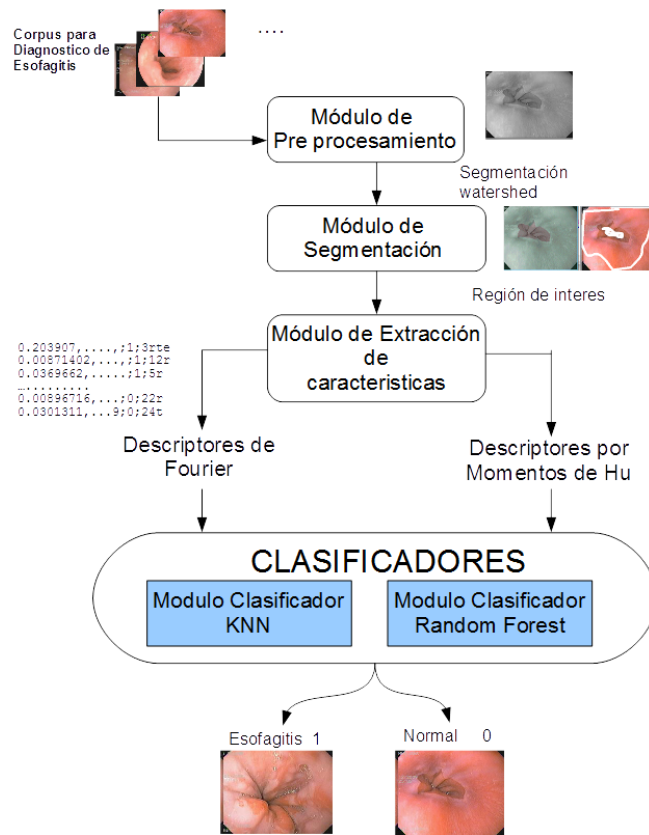 Corpus para
Diagnostico de
Esofagitis
....
Módulo de
Pre procesamiento
Segmentación
watershed
Módulo de
Segmentación
Región de interes
Módulo de Extracción
de
caracteristicas
0.203907,....,;1;3rte
0.00871402,...,;1;12r
0.0369662,....,;1;5r
…........
0.00896716,...;0;22r
0.0301311,...9;0;24t
Descriptores de
Fourier
Descriptores por
Momentos de Hu
CLASIFICADORES
Modulo Clasificador
KNN
Modulo Clasificador
Random Forest
Esofagitis 1
Normal 0